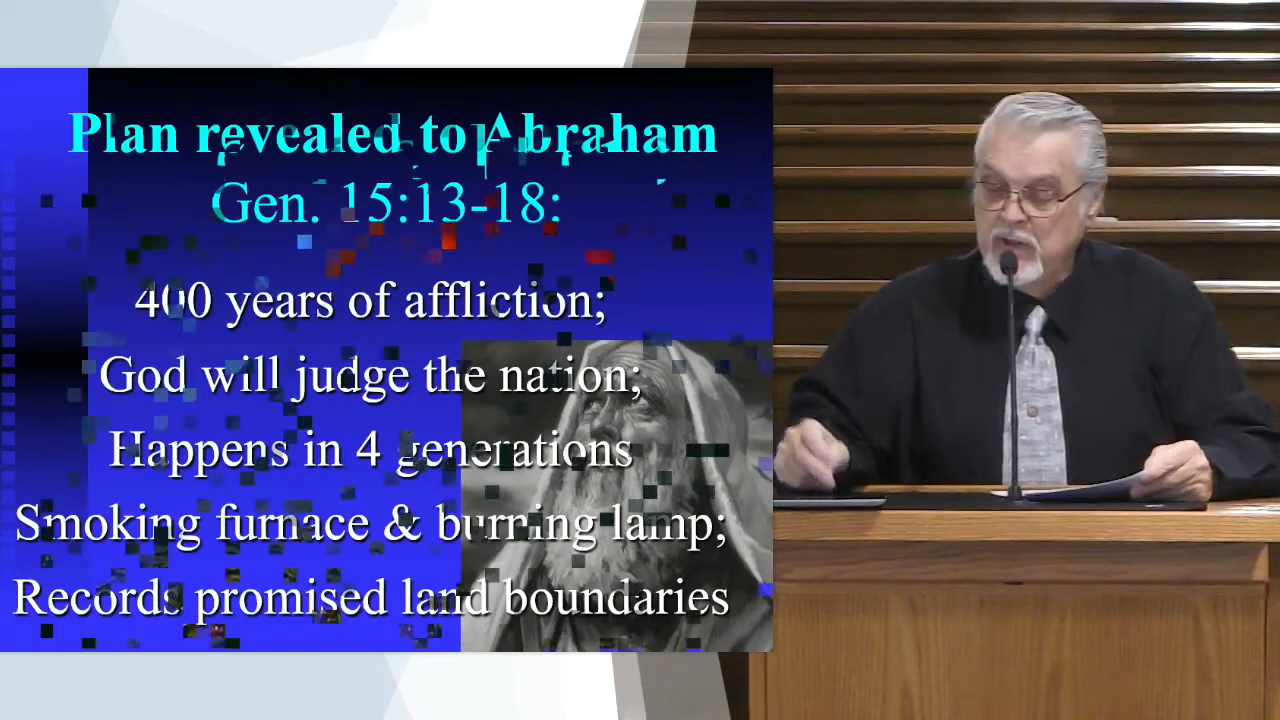 Plan revealed to Abraham
Gen. 15:13-18:
400 years of affliction;
God will judge the nation;
Happens in 4 generations
Smoking furnace & burning lamp;
Records promised land boundaries